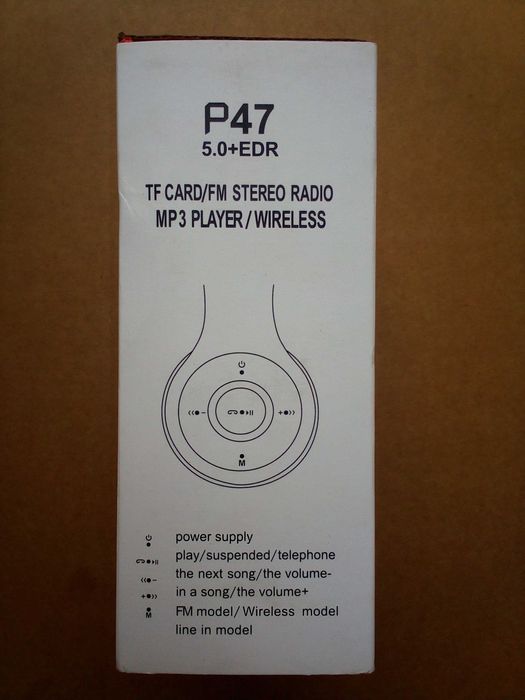 P47
5.0+EDR
TF CARD/FM STEREO RADIO
MP3 PLAYER/WIRELESS
M
power supply
play/suspended/telephone
the next song/the volume-
in a song/the volume+
M FM model/ Wireless model
line in model